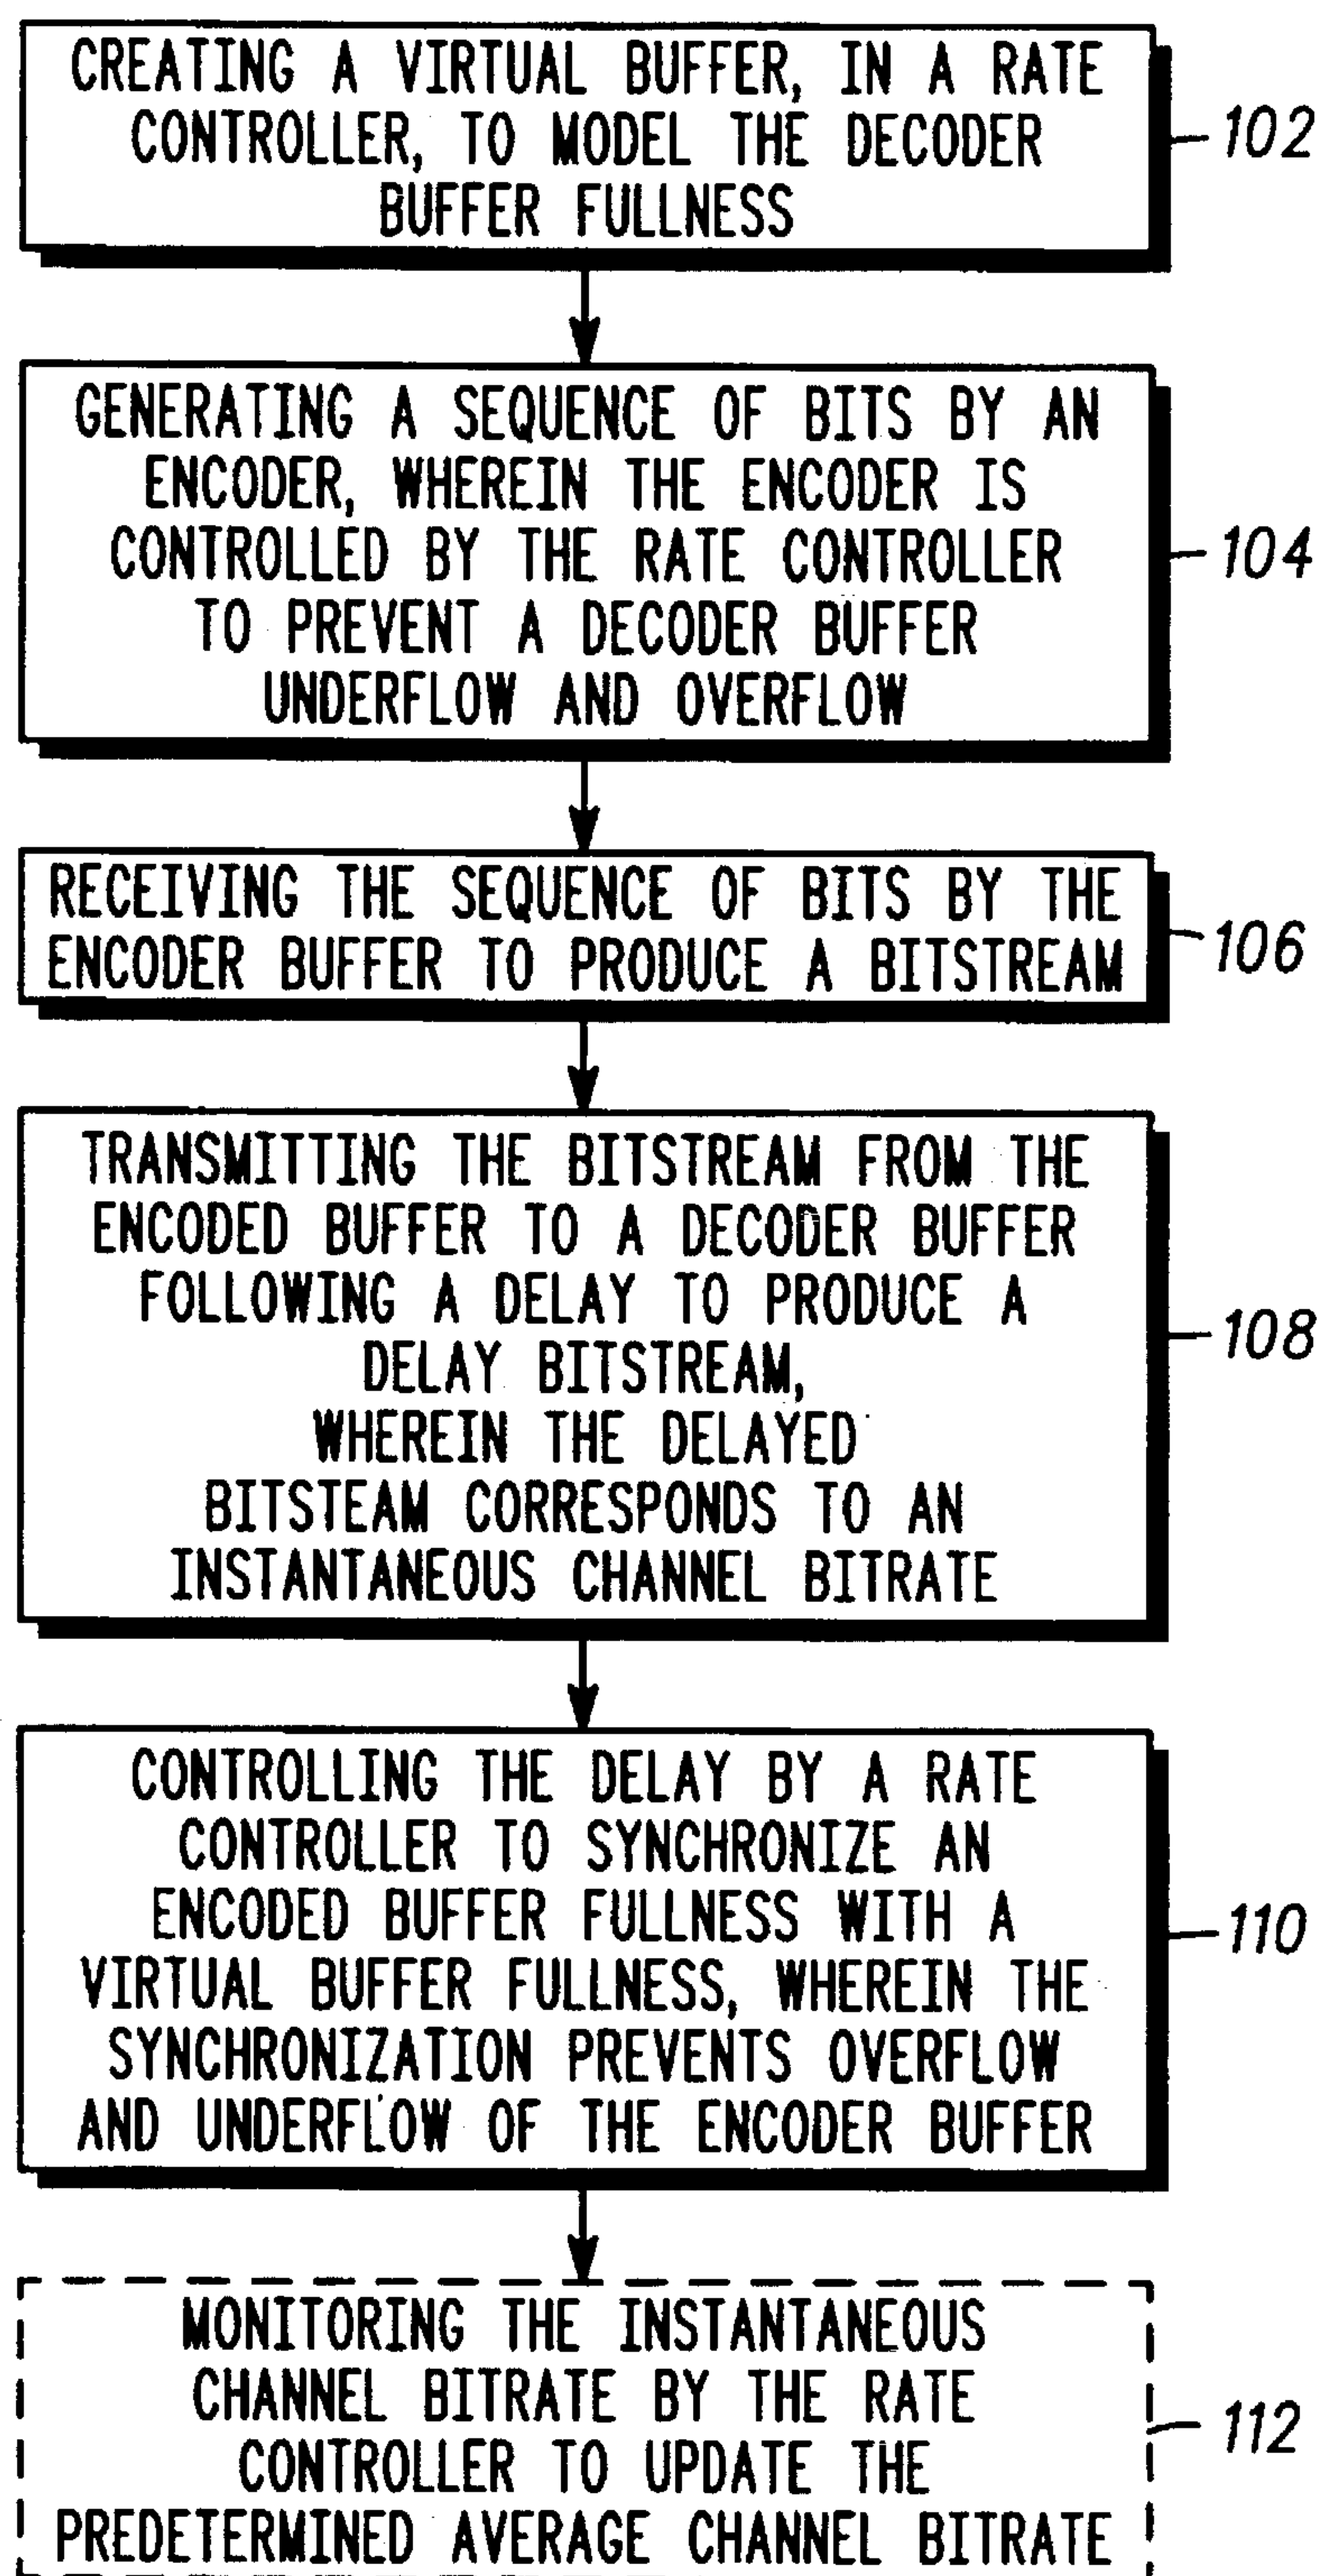 CREATING A VIRTUAL BUFFER, IN A RATE
CONTROLLER, TO MODEL THE DECODER
BUFFER FULLNESS
102
GENERATING A SEQUENCE OF BITS BY AN
ENCODER, WHEREIN THE ENCODER IS
CONTROLLED BY THE RATE CONTROLLER
TO PREVENT A DECODER BUFFER
UNDERFLOW AND OVERFLOW
104
RECEIVING THE SEQUENCE OF BITS BY THE
ENCODER BUFFER TO PRODUCE A BITSTREAM
106
TRANSMITTING THE BITSTREAM FROM THE
ENCODED BUFFER TO A DECODER BUFFER
FOLLOWING A DELAY TO PRODUCE A
DELAY BITSTREAM,
WHEREIN THE DELAYED
BITSTEAM CORRESPONDS TO AN
INSTANTANEOUS CHANNEL BITRATE
108
CONTROLLING THE DELAY BY A RATE
CONTROLLER TO SYNCHRONIZE AN
ENCODED BUFFER FULLNESS WITH A
VIRTUAL BUFFER FULLNESS, WHEREIN THE
SYNCHRONIZATION PREVENTS OVERFLOW
AND UNDERFLOW OF THE ENCODER BUFFER
110
MONITORING THE INSTANTANEOUS
CHANNEL BITRATE BY THE RATE
CONTROLLER TO UPDATE THE
PREDETERMINED AVERAGE CHANNEL BITRATE
112